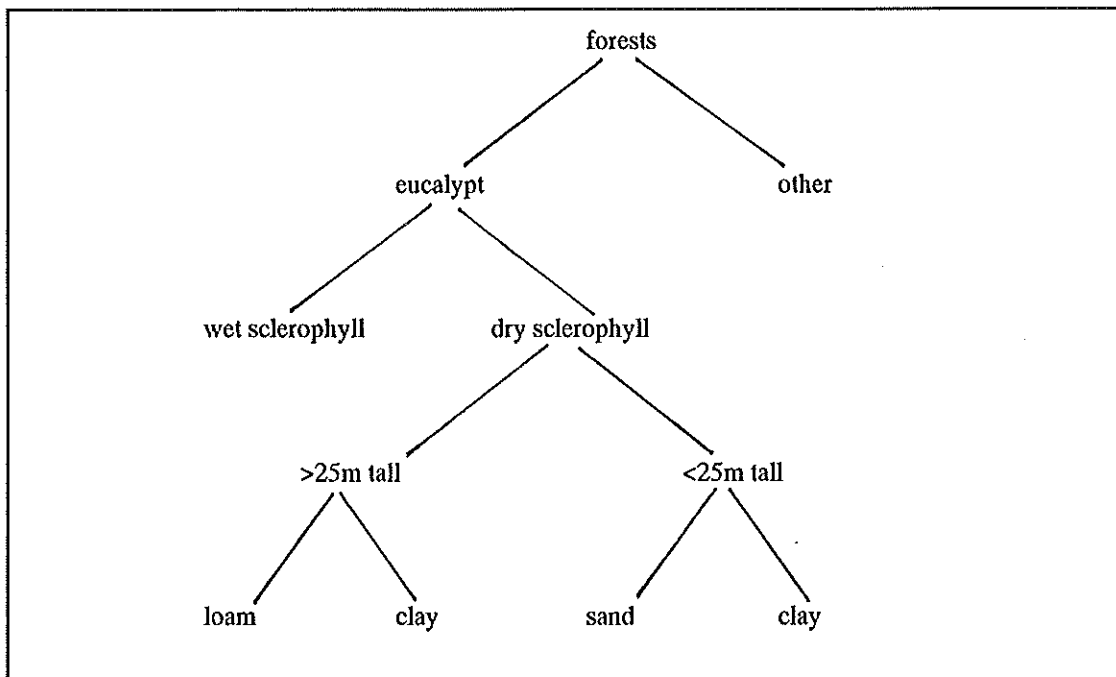 forests
eucalypt other
wet sclerophyll dry sclerophyll
>25m tall <25m tall
loam clay sand clay